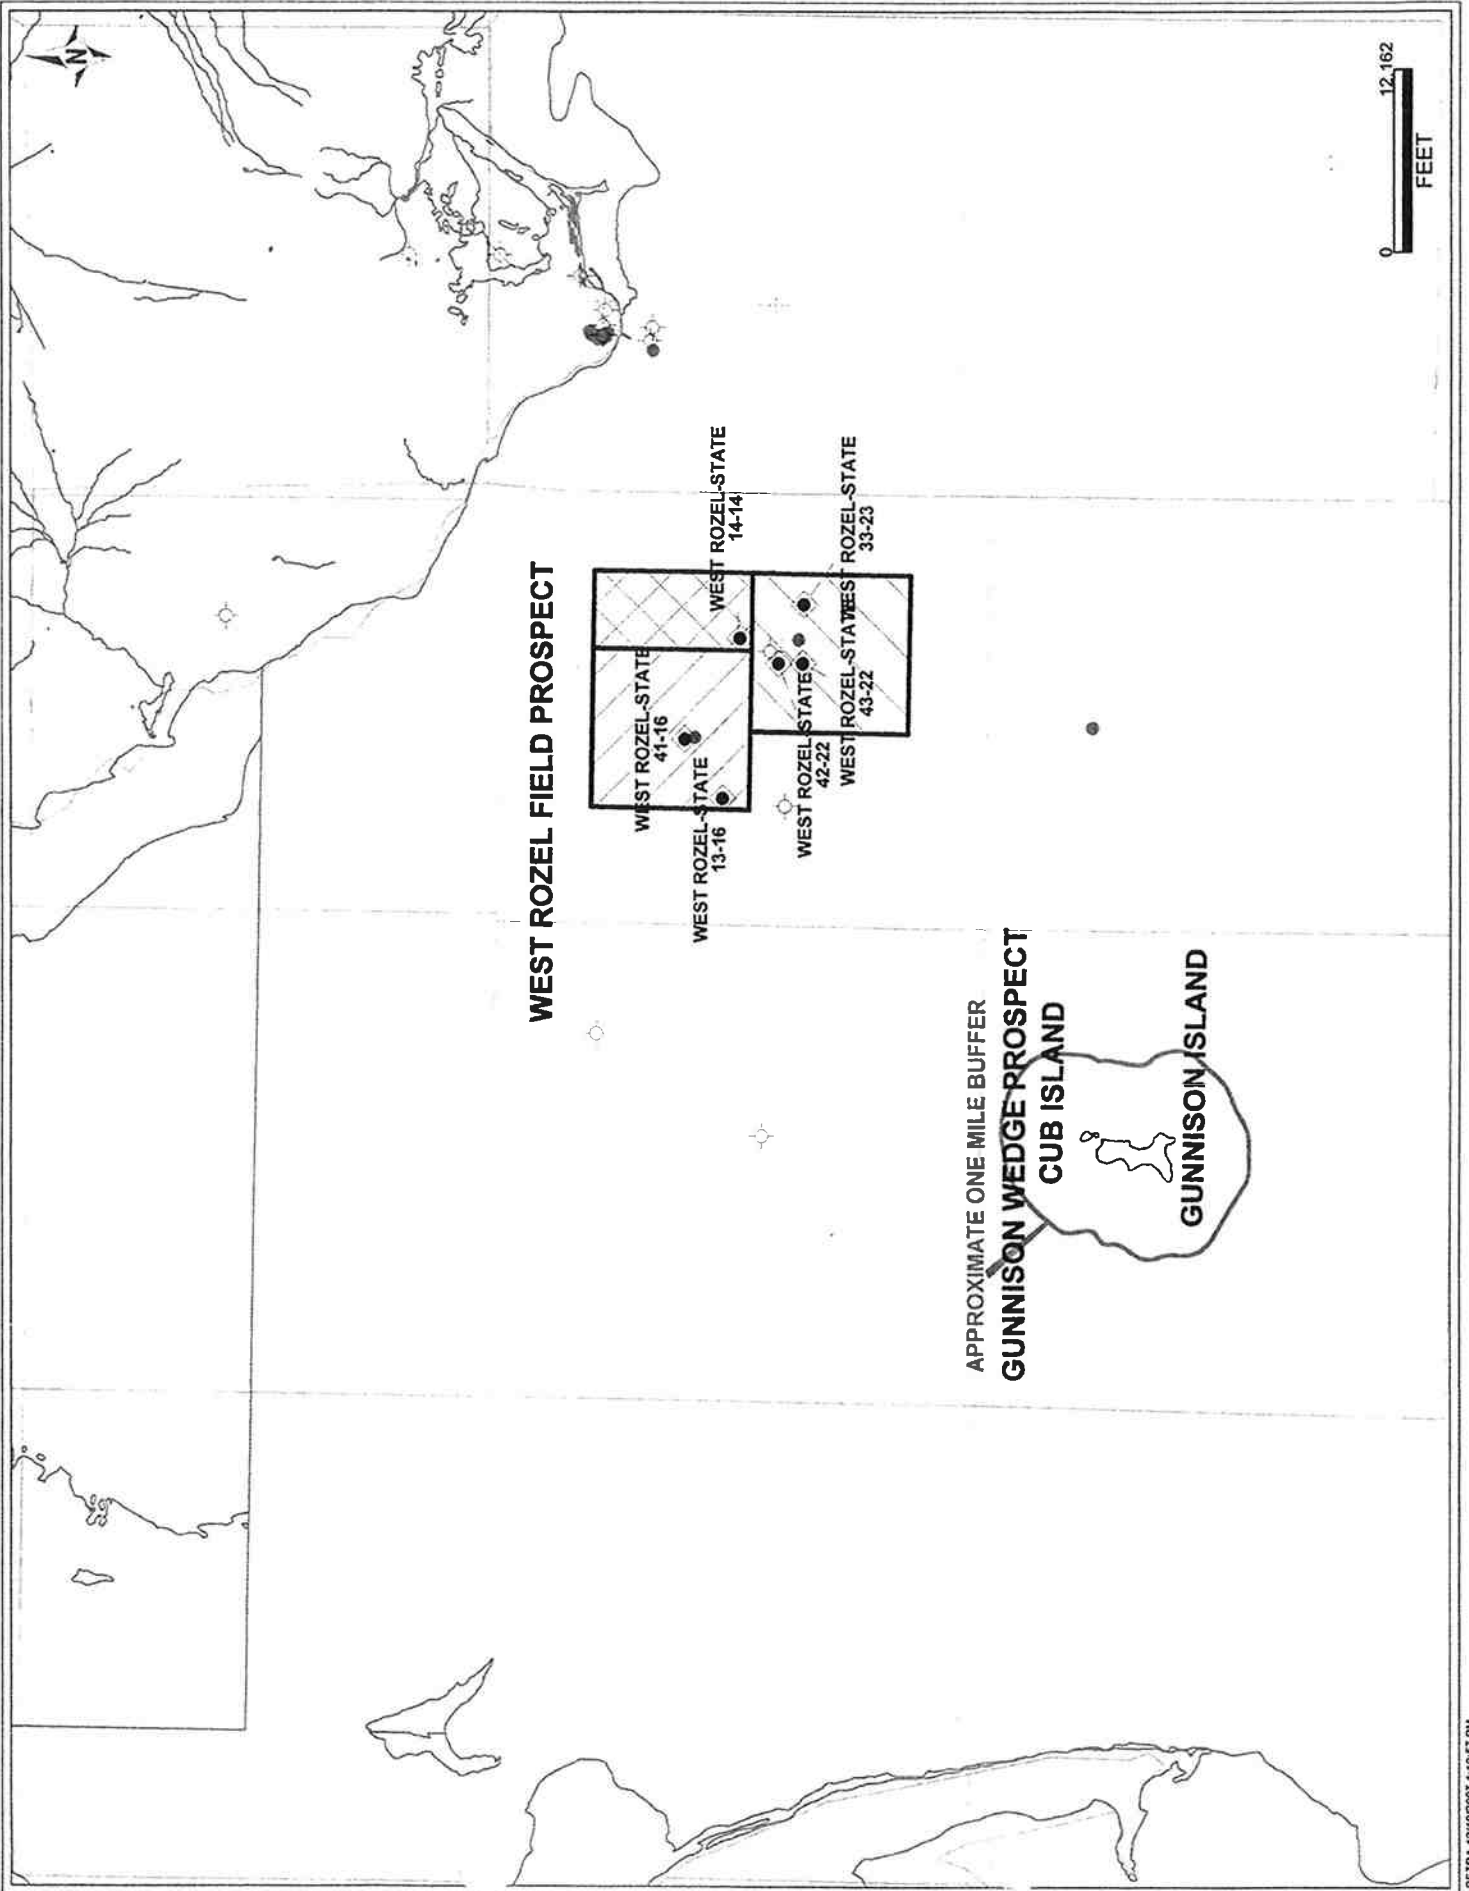 N
WEST ROZEL FIELD PROSPECT
WEST ROZEL-STATE
41-16
WEST ROZEL-STATE
13-16
WEST ROZEL-STATE
14-14
WEST ROZEL-STATE
42-22
WEST ROZEL-STATE
43-22
WEST ROZEL-STATE
33-23
APPROXIMATE ONE MILE BUFFER
GUNNISON WEDGE PROSPECT
CUB ISLAND
GUNNISON ISLAND
0
12,162
FEET